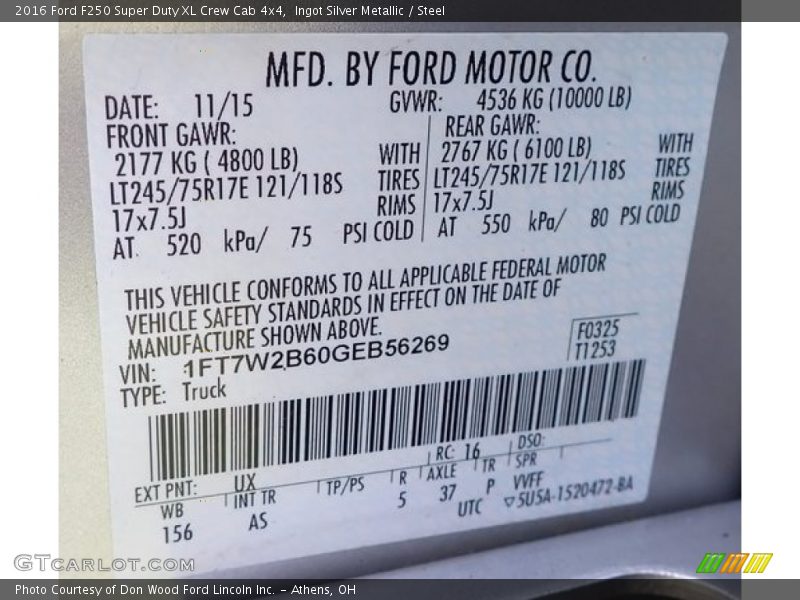 2016 Ford F250 Super Duty XL Crew Cab 4x4, Ingot Silver Metallic / Steel
MFD. BY FORD MOTOR CO.
DATE: 11/15 GVWR: 4536 KG (10000 LB)
FRONT GAWR: REAR GAWR:
2177 KG ( 4800 LB) WITH 2767 KG ( 6100 LB) WITH
LT245/75R17E 121/118S TIRES LT245/75R17E 121/118S TIRES
17x7.5J RIMS 17x7.5J RIMS
AT 520 kPa/ 75 PSI COLD AT 550 kPa/ 80 PSI COLD
THIS VEHICLE CONFORMS TO ALL APPLICABLE FEDERAL MOTOR
VEHICLE SAFETY STANDARDS IN EFFECT ON THE DATE OF
MANUFACTURE SHOWN ABOVE.
VIN: 1FT7W2B60GEB56269 F0325
TYPE: Truck T1253
EXT PNT: UX RC: 16 DSO:
WB INT TR TP/PS R AXLE TR SPR
156 AS 5 37 P VVFF
UTC ▽5USA-1520472-BA
GTCARLOT.COM
Photo Courtesy of Don Wood Ford Lincoln Inc. - Athens, OH